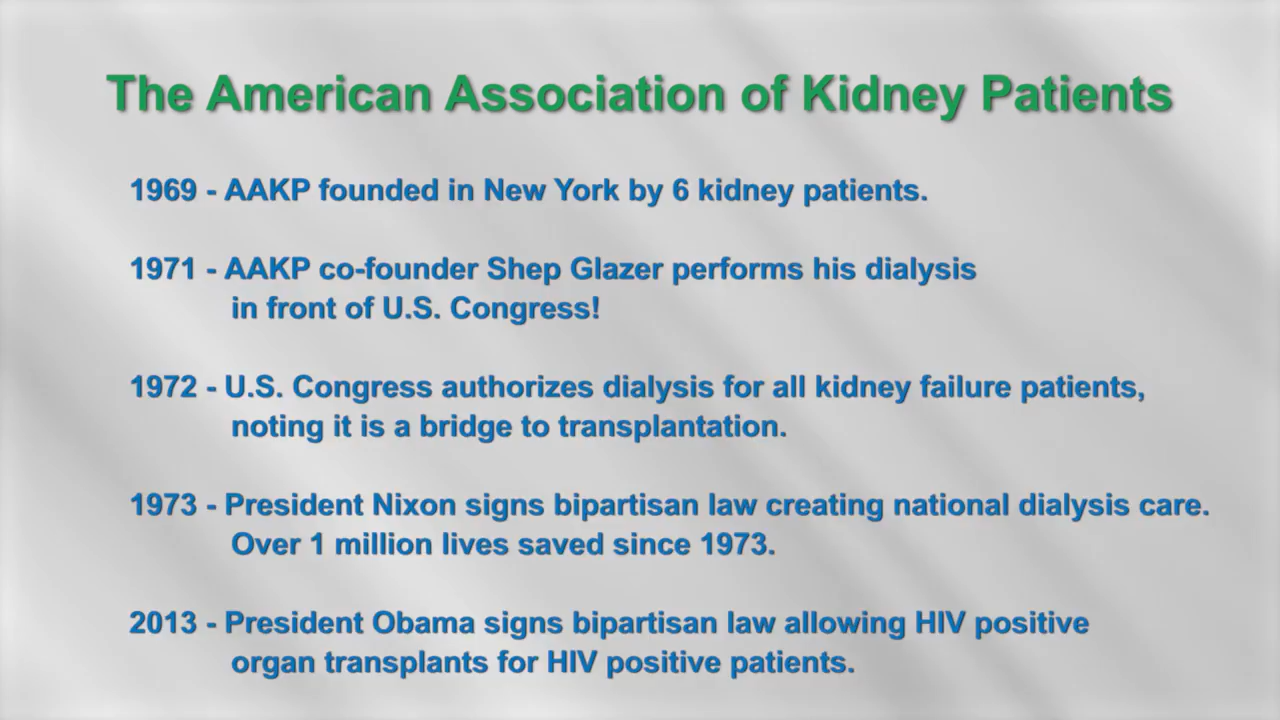 The American Association of Kidney Patients
1969 - AAKP founded in New York by 6 kidney patients.
1971 - AAKP co-founder Shep Glazer performs his dialysis
in front of U.S. Congress!
1972 - U.S. Congress authorizes dialysis for all kidney failure patients,
noting it is a bridge to transplantation.
1973 - President Nixon signs bipartisan law creating national dialysis care.
Over 1 million lives saved since 1973.
2013 - President Obama signs bipartisan law allowing HIV positive
organ transplants for HIV positive patients.